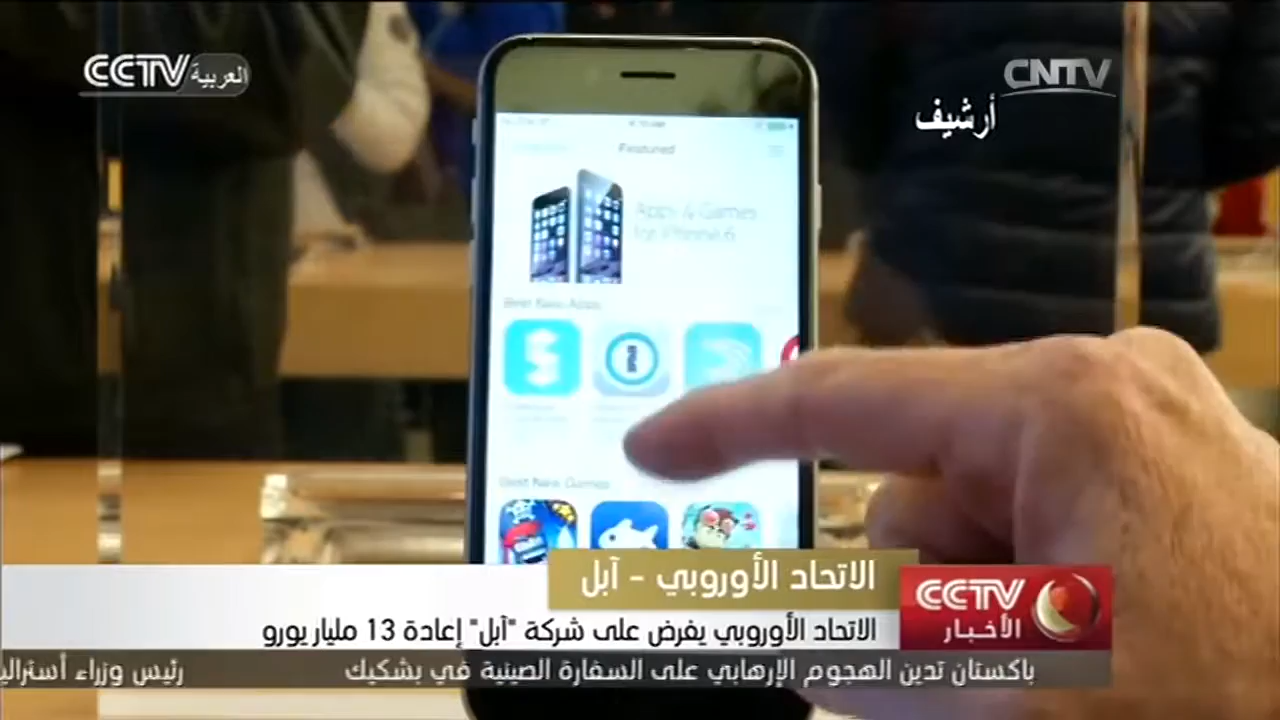 CCTV العربية
CNTV
أرشيف
Featured
Apps & Games
for iPhone 6
Best New Apps
Best New Games
الاتحاد الأوروبي - آبل
CCTV
الأخبار
الاتحاد الأوروبي يفرض على شركة "آبل" إعادة 13 مليار يورو
باكستان تدين الهجوم الإرهابي على السفارة الصينية في بشكيك
رئيس وزراء أستراليا